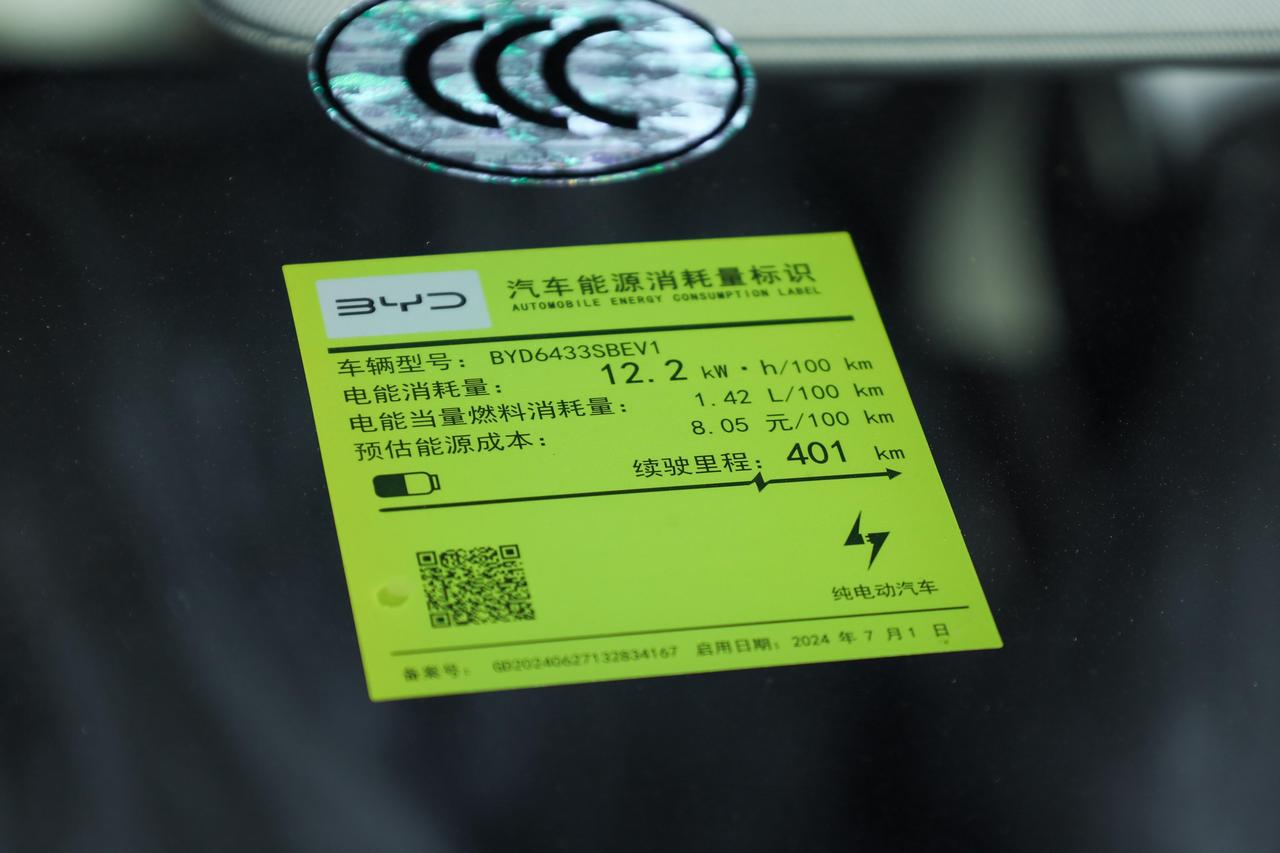 CCC
BYD
汽车能源消耗量标识
AUTOMOBILE ENERGY CONSUMPTION LABEL
车辆型号: BYD6433SBEV1
电能消耗量: 12.2 kW·h/100 km
电能当量燃料消耗量: 1.42 L/100 km
预估能源成本: 8.05 元/100 km
续驶里程: 401 km
纯电动汽车
备案号: GD20240627132834167 启用日期: 2024 年 7 月 1 日